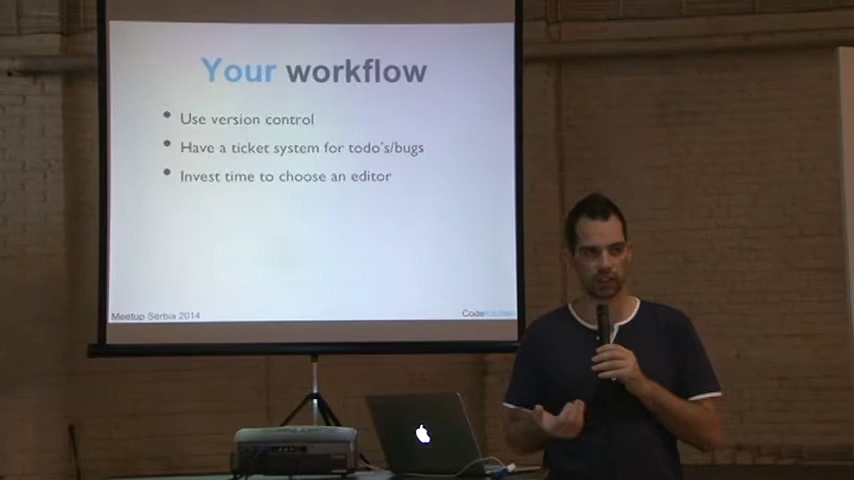 Your workflow
Use version control
Have a ticket system for todo's/bugs
Invest time to choose an editor
Meetup Serbia 2014
CodeKitchen